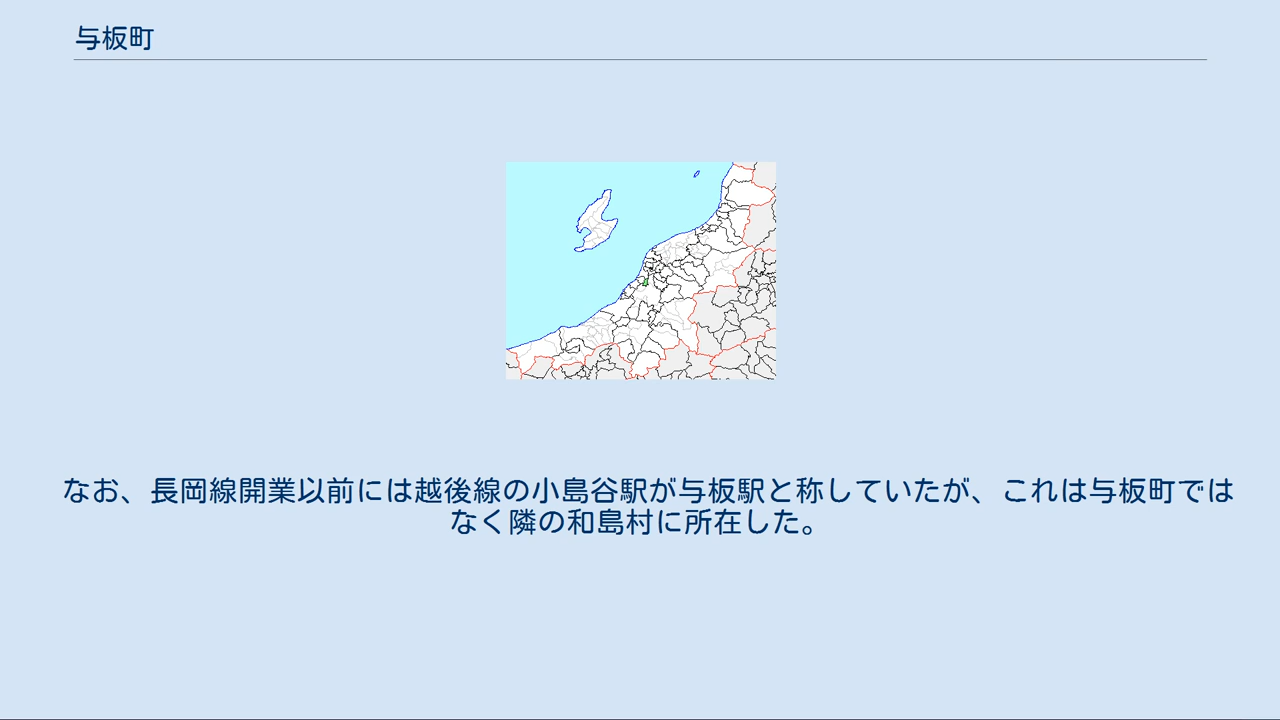 与板町
なお、長岡線開業以前には越後線の小島谷駅が与板駅と称していたが、これは与板町では
なく隣の和島村に所在した。